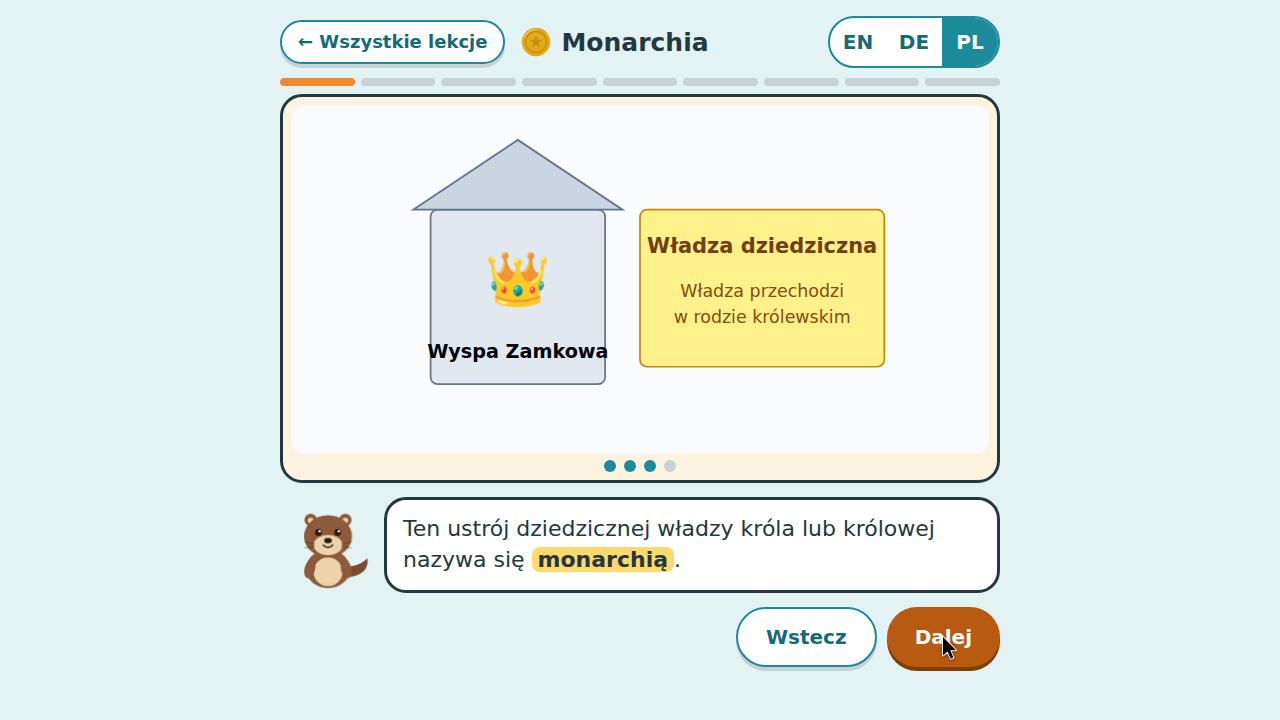 ← Wszystkie lekcje
Monarchia
EN DE PL
Wyspa Zamkowa
Władza dziedziczna
Władza przechodzi
w rodzie królewskim
Ten ustrój dziedzicznej władzy króla lub królowej
nazywa się monarchią.
Wstecz
Dalej